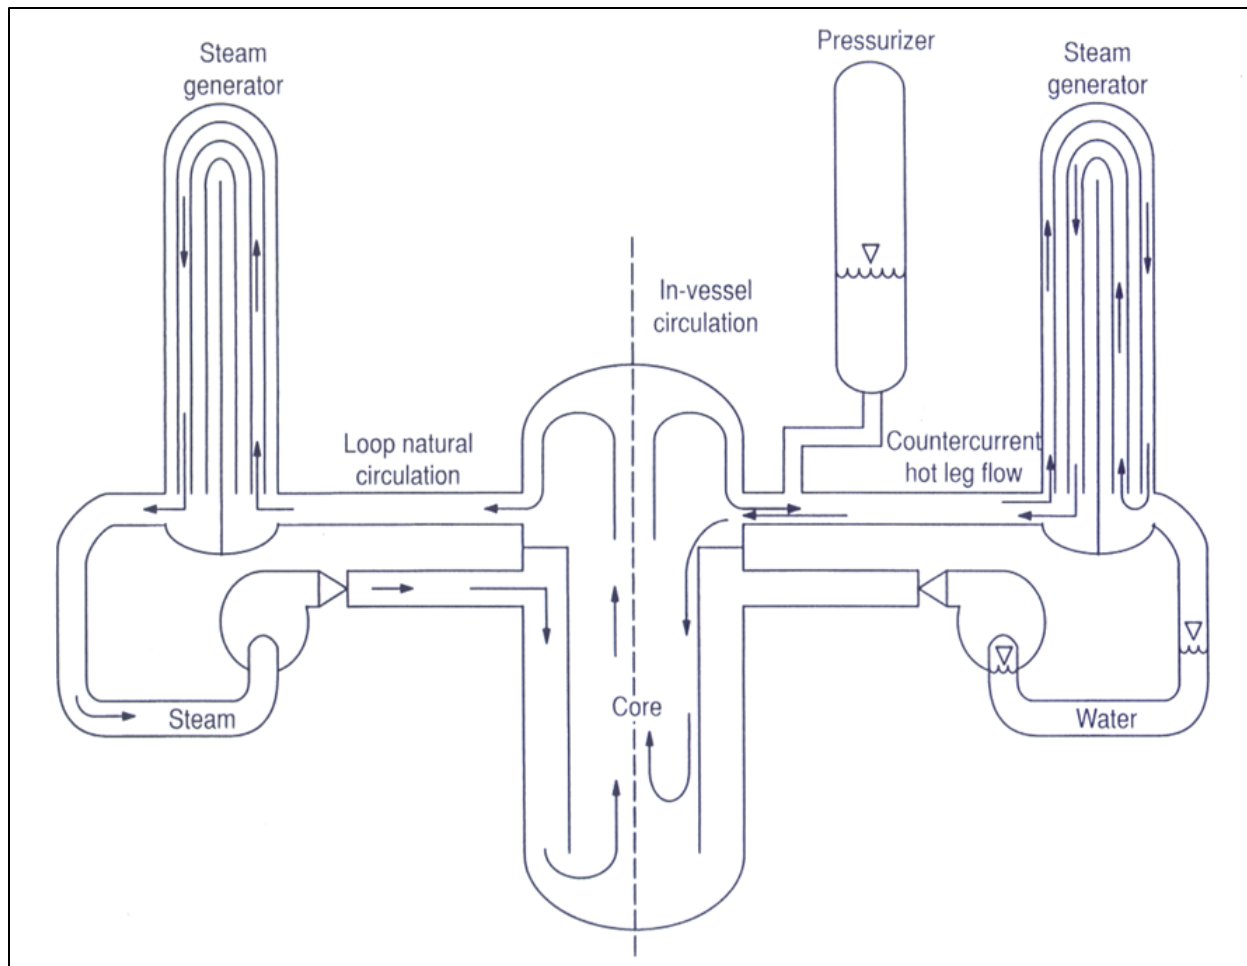 Steam
generator
Pressurizer
Steam
generator
In-vessel
circulation
Loop natural
circulation
Countercurrent
hot leg flow
Core
Steam
Water